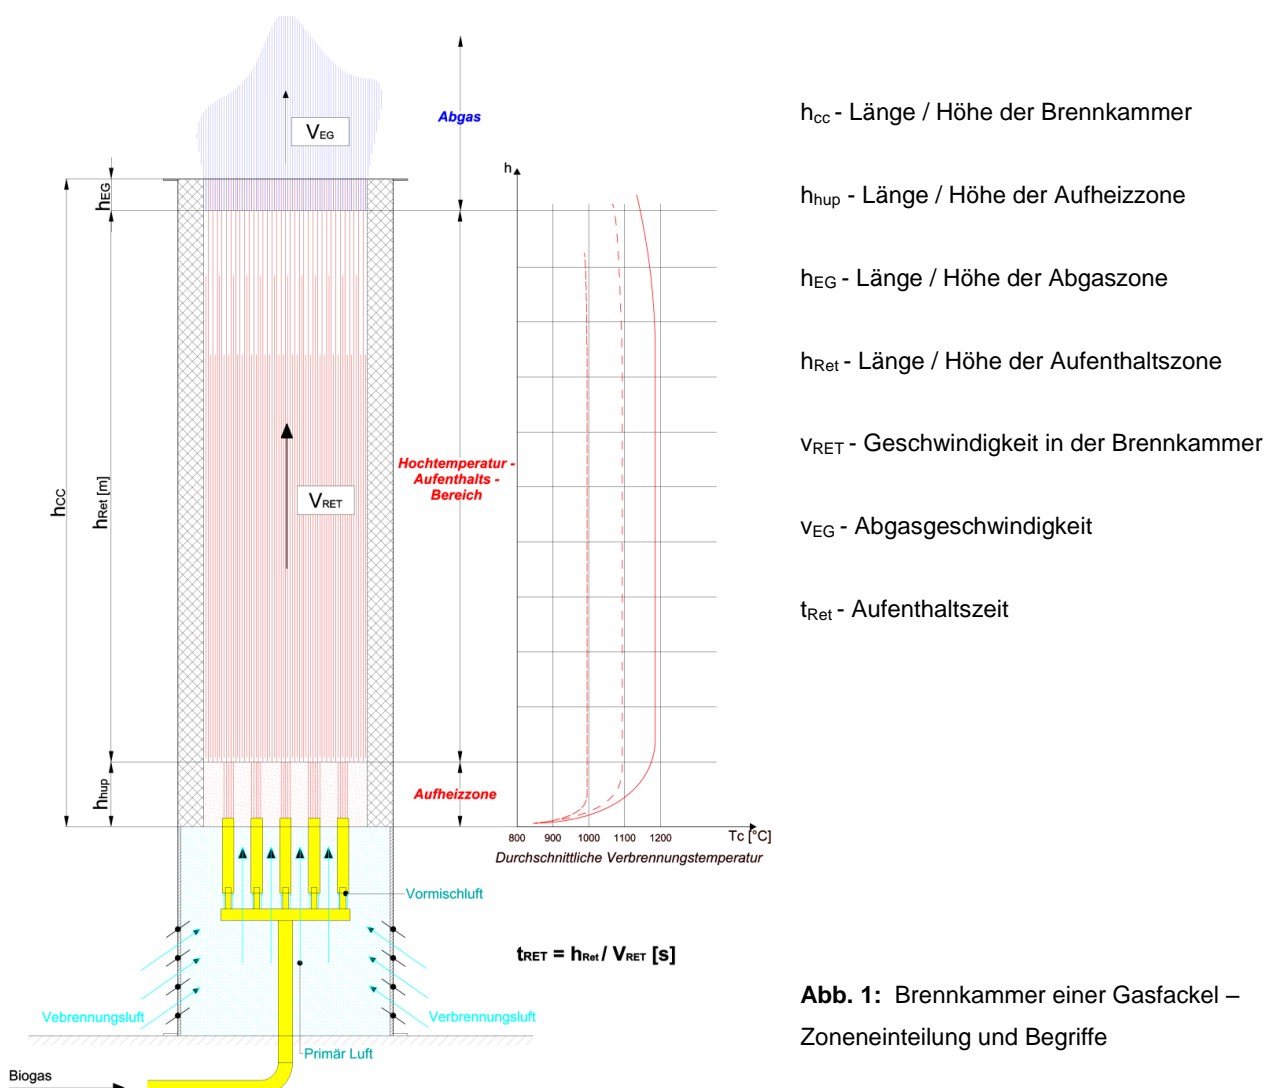 V_EG
Abgas
h
h_EG
h_cc
h_Ret [m]
V_RET
Hochtemperatur -
Aufenthalts -
Bereich
h_hup
Aufheizzone
800 900 1000 1100 1200
Tc [°C]
Durchschnittliche Verbrennungstemperatur
Vormischluft
t_RET = h_Ret / V_RET [s]
Vebrennungsluft
Verbrennungsluft
Primär Luft
Biogas
h_cc - Länge / Höhe der Brennkammer
h_hup - Länge / Höhe der Aufheizzone
h_EG - Länge / Höhe der Abgaszone
h_Ret - Länge / Höhe der Aufenthaltszone
v_RET - Geschwindigkeit in der Brennkammer
v_EG - Abgasgeschwindigkeit
t_Ret - Aufenthaltszeit
Abb. 1: Brennkammer einer Gasfackel –
Zoneneinteilung und Begriffe